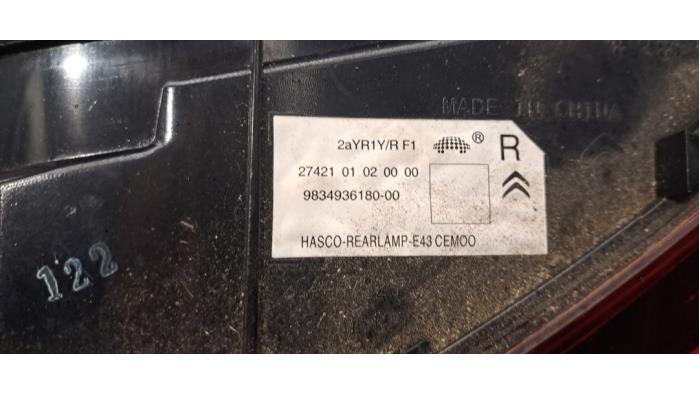 MADE IN CHINA
2aYR1Y/R F1 ® R
27421 01 02 00 00
9834936180-00
HASCO-REARLAMP-E43 CEMOO
122